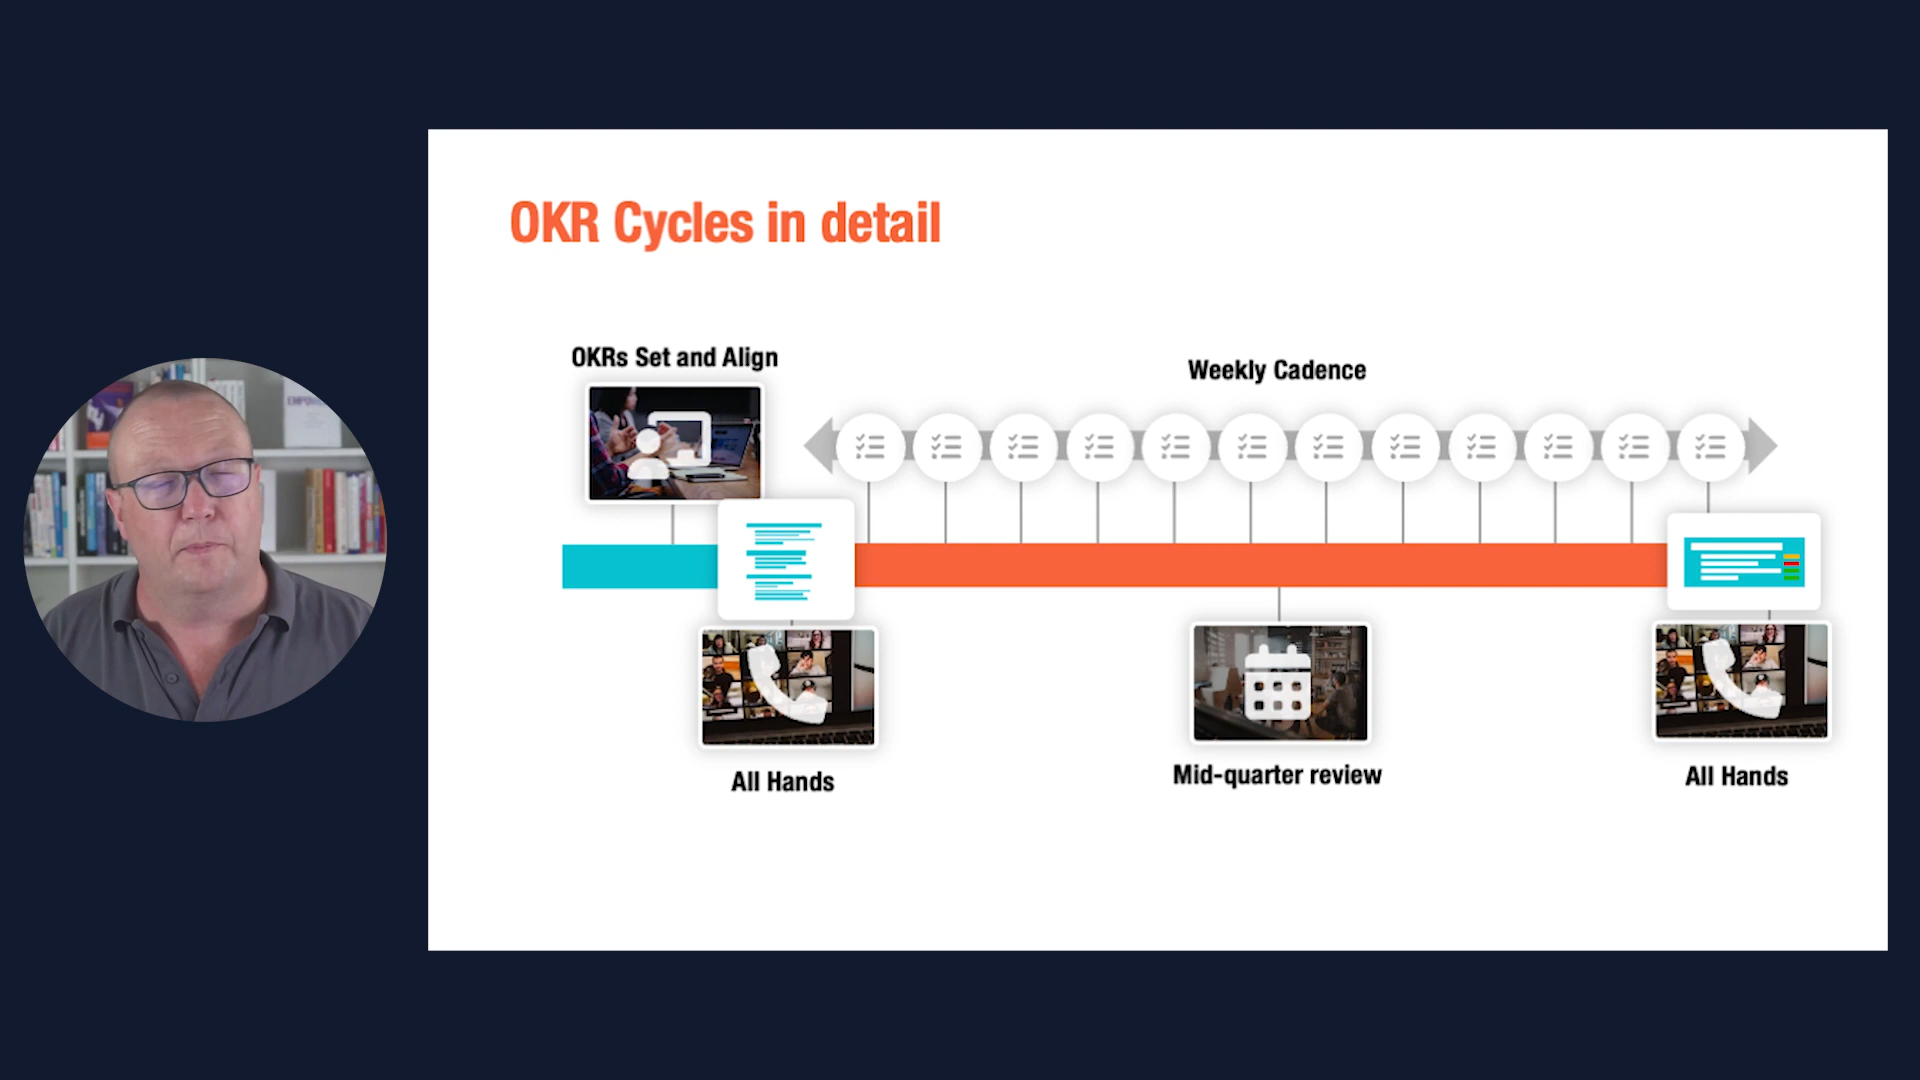 OKR Cycles in detail
OKRs Set and Align
Weekly Cadence
All Hands
Mid-quarter review
All Hands